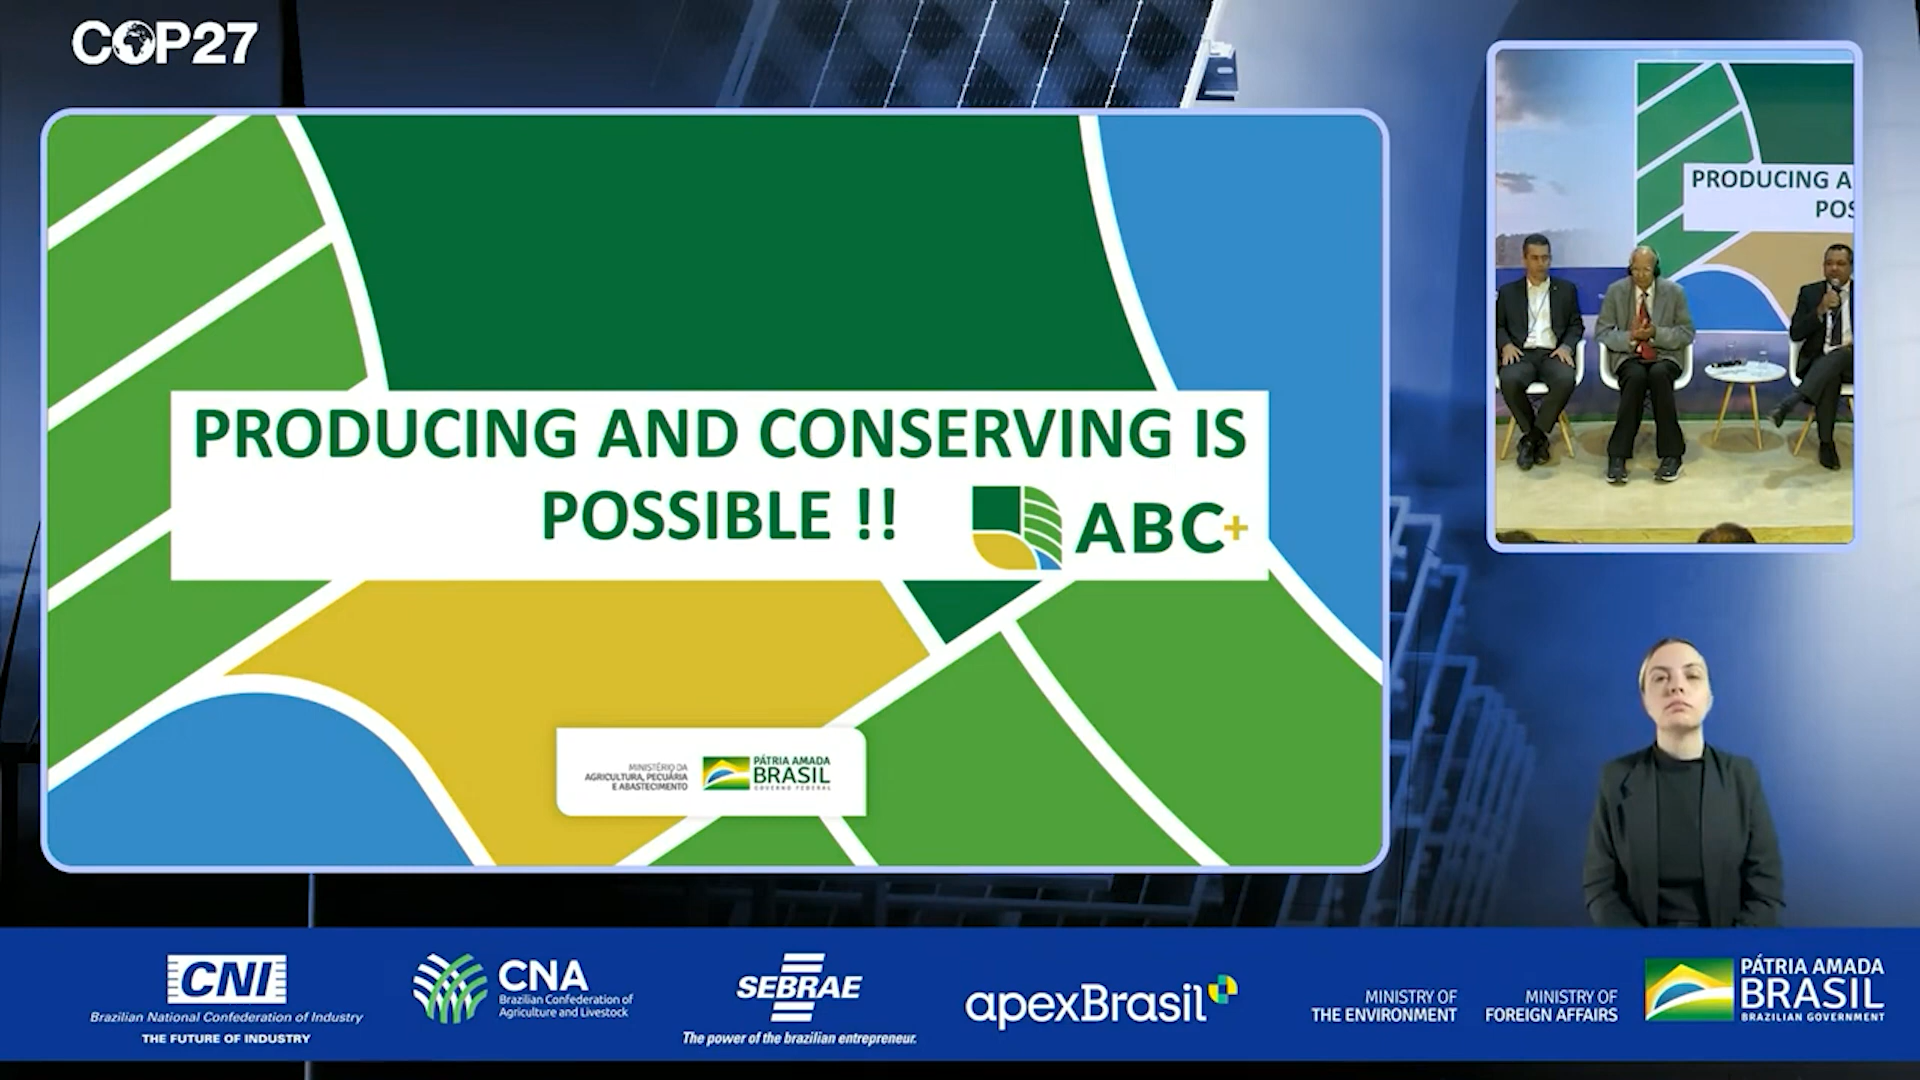 COP27
PRODUCING AND CONSERVING IS
POSSIBLE !!
ABC+
MINISTÉRIO DA
AGRICULTURA, PECUÁRIA
E ABASTECIMENTO
PÁTRIA AMADA
BRASIL
GOVERNO FEDERAL
PRODUCING A
POS
CNI
Brazilian National Confederation of Industry
THE FUTURE OF INDUSTRY
CNA
Brazilian Confederation of
Agriculture and Livestock
SEBRAE
The power of the brazilian entrepreneur.
apexBrasil
MINISTRY OF
THE ENVIRONMENT
MINISTRY OF
FOREIGN AFFAIRS
PÁTRIA AMADA
BRASIL
BRAZILIAN GOVERNMENT